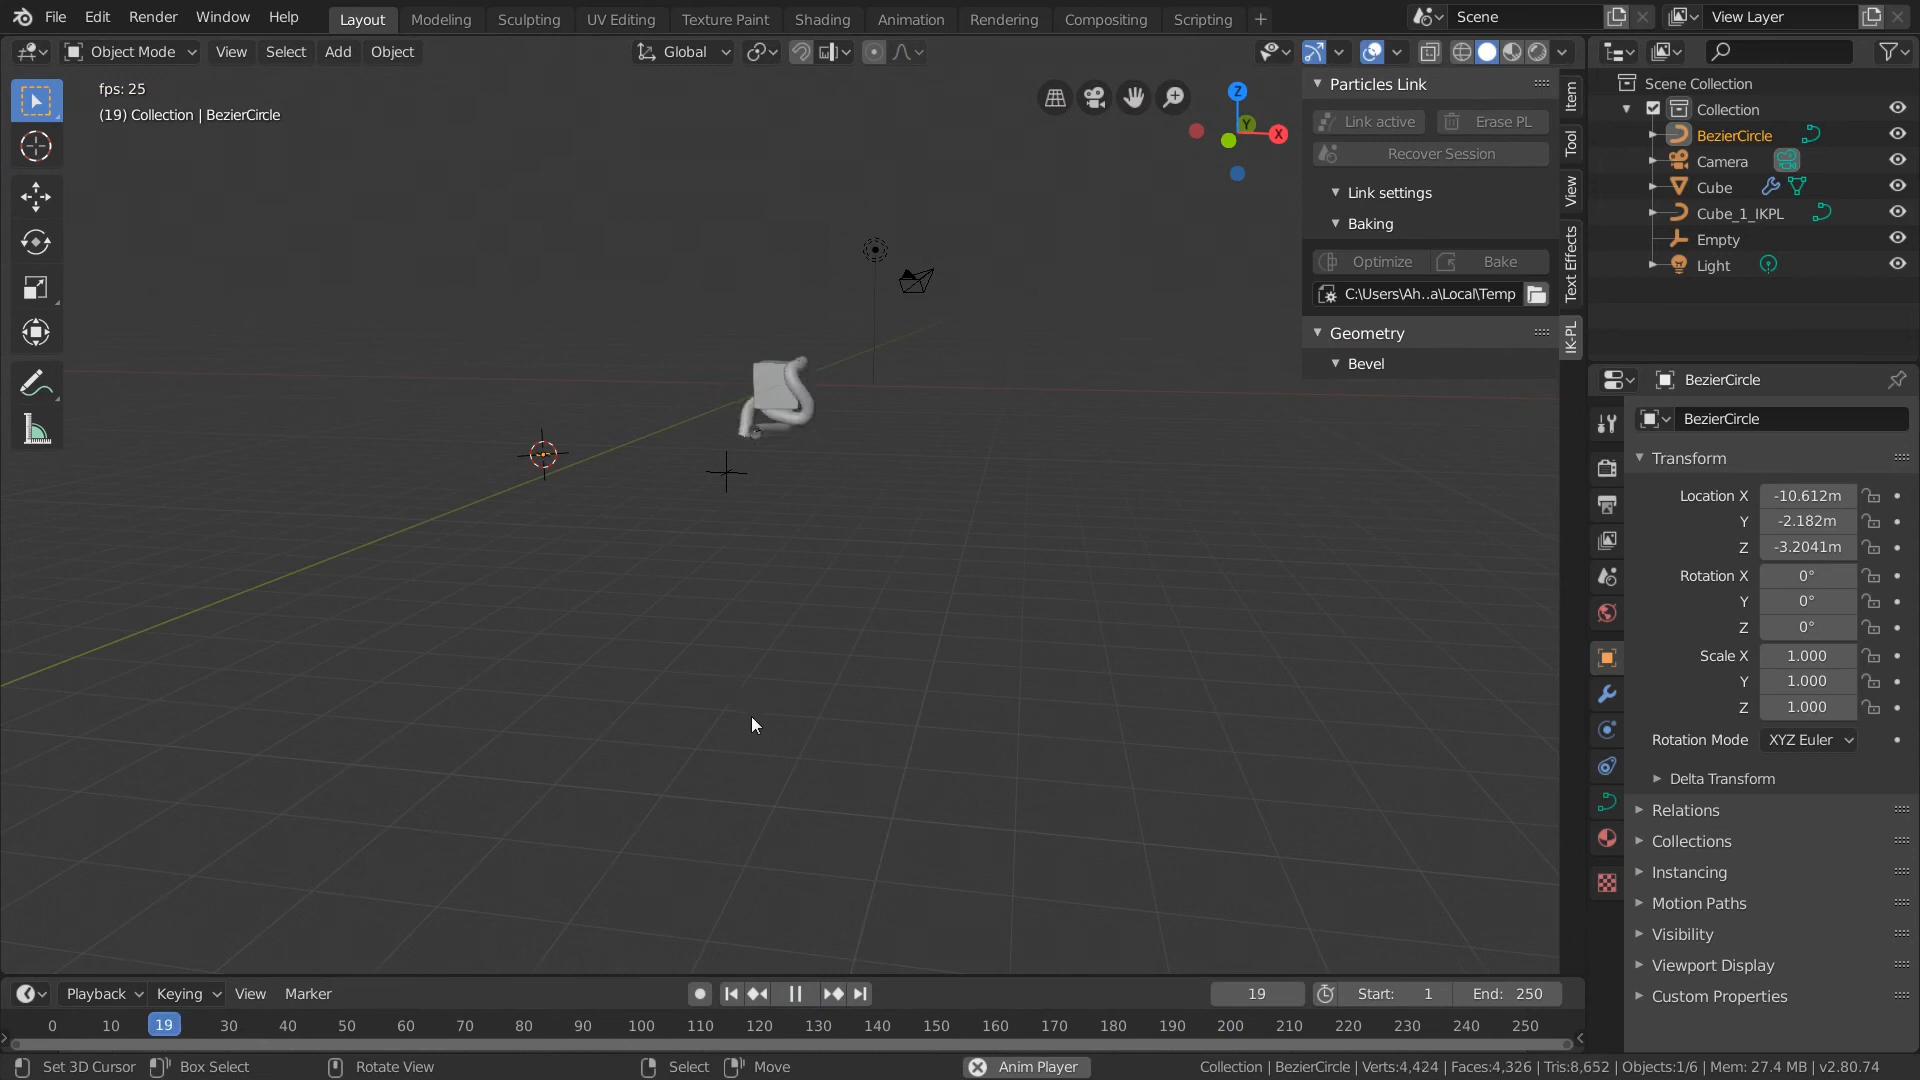 File Edit Render Window Help Layout Modeling Sculpting UV Editing Texture Paint Shading Animation Rendering Compositing Scripting + Scene View Layer
Object Mode View Select Add Object Global
fps: 25
(19) Collection | BezierCircle
Z
Y
X
Particles Link
Link active Erase PL
Recover Session
Link settings
Baking
Optimize Bake
C:\Users\Ah..a\Local\Temp
Geometry
Bevel
Item
Tool
View
Text Effects
IK-PL
Scene Collection
Collection
BezierCircle
Camera
Cube
Cube_1_IKPL
Empty
Light
BezierCircle
BezierCircle
Transform
Location X -10.612m
Y -2.182m
Z -3.2041m
Rotation X 0°
Y 0°
Z 0°
Scale X 1.000
Y 1.000
Z 1.000
Rotation Mode XYZ Euler
Delta Transform
Relations
Collections
Instancing
Motion Paths
Visibility
Viewport Display
Custom Properties
Playback Keying View Marker 19 Start: 1 End: 250
0 10 19 30 40 50 60 70 80 90 100 110 120 130 140 150 160 170 180 190 200 210 220 230 240 250
Set 3D Cursor Box Select Rotate View Select Move Anim Player Collection | BezierCircle | Verts:4,424 | Faces:4,326 | Tris:8,652 | Objects:1/6 | Mem: 27.4 MB | v2.80.74